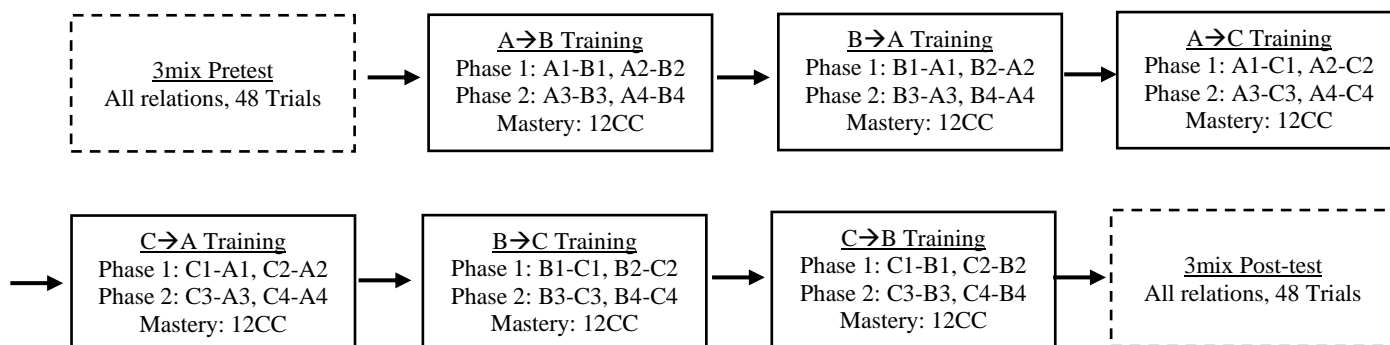 3mix Pretest
All relations, 48 Trials
A→B Training
Phase 1: A1-B1, A2-B2
Phase 2: A3-B3, A4-B4
Mastery: 12CC
B→A Training
Phase 1: B1-A1, B2-A2
Phase 2: B3-A3, B4-A4
Mastery: 12CC
A→C Training
Phase 1: A1-C1, A2-C2
Phase 2: A3-C3, A4-C4
Mastery: 12CC
C→A Training
Phase 1: C1-A1, C2-A2
Phase 2: C3-A3, C4-A4
Mastery: 12CC
B→C Training
Phase 1: B1-C1, B2-C2
Phase 2: B3-C3, B4-C4
Mastery: 12CC
C→B Training
Phase 1: C1-B1, C2-B2
Phase 2: C3-B3, C4-B4
Mastery: 12CC
3mix Post-test
All relations, 48 Trials